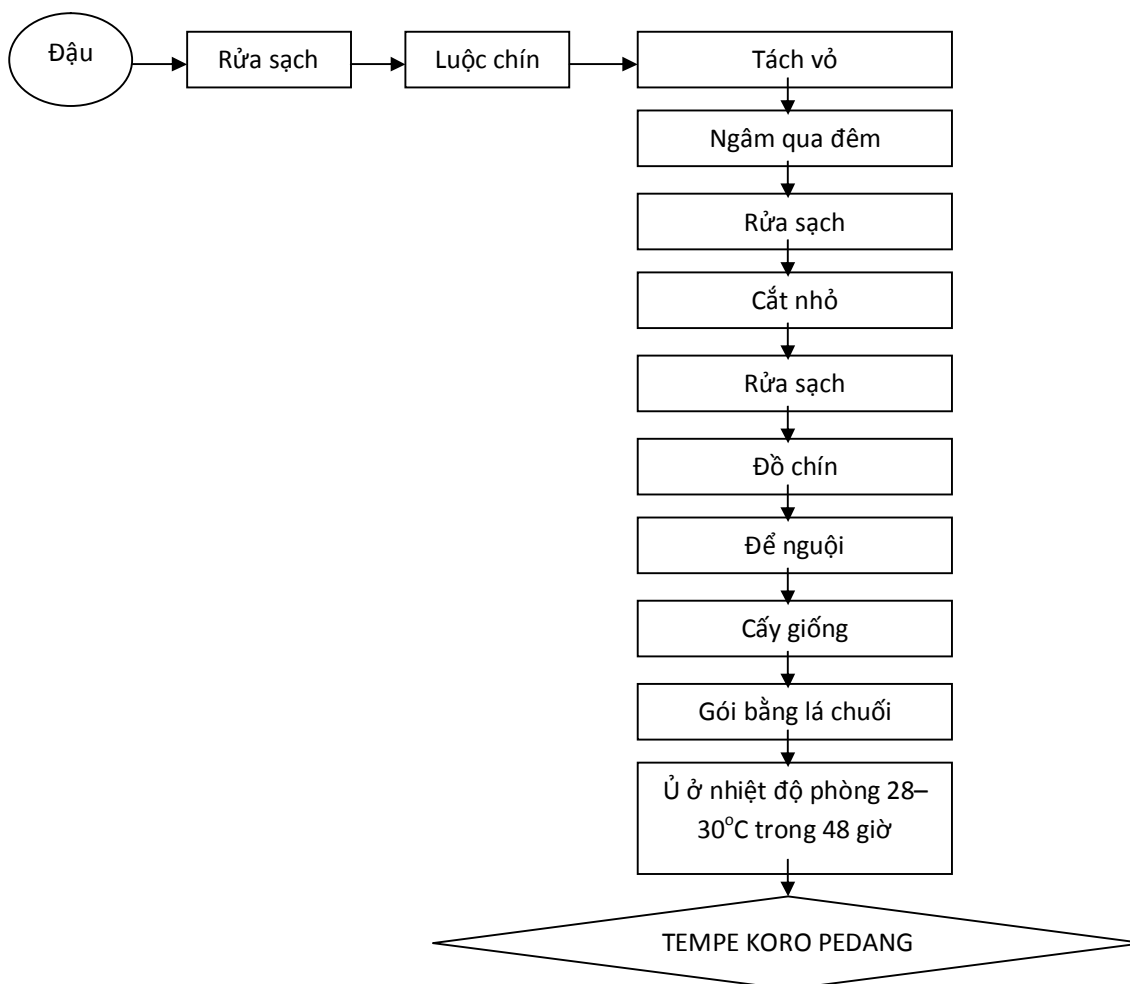 Đậu
Rửa sạch
Luộc chín
Tách vỏ
Ngâm qua đêm
Rửa sạch
Cắt nhỏ
Rửa sạch
Đồ chín
Để nguội
Cấy giống
Gói bằng lá chuối
Ủ ở nhiệt độ phòng 28–
30°C trong 48 giờ
TEMPE KORO PEDANG